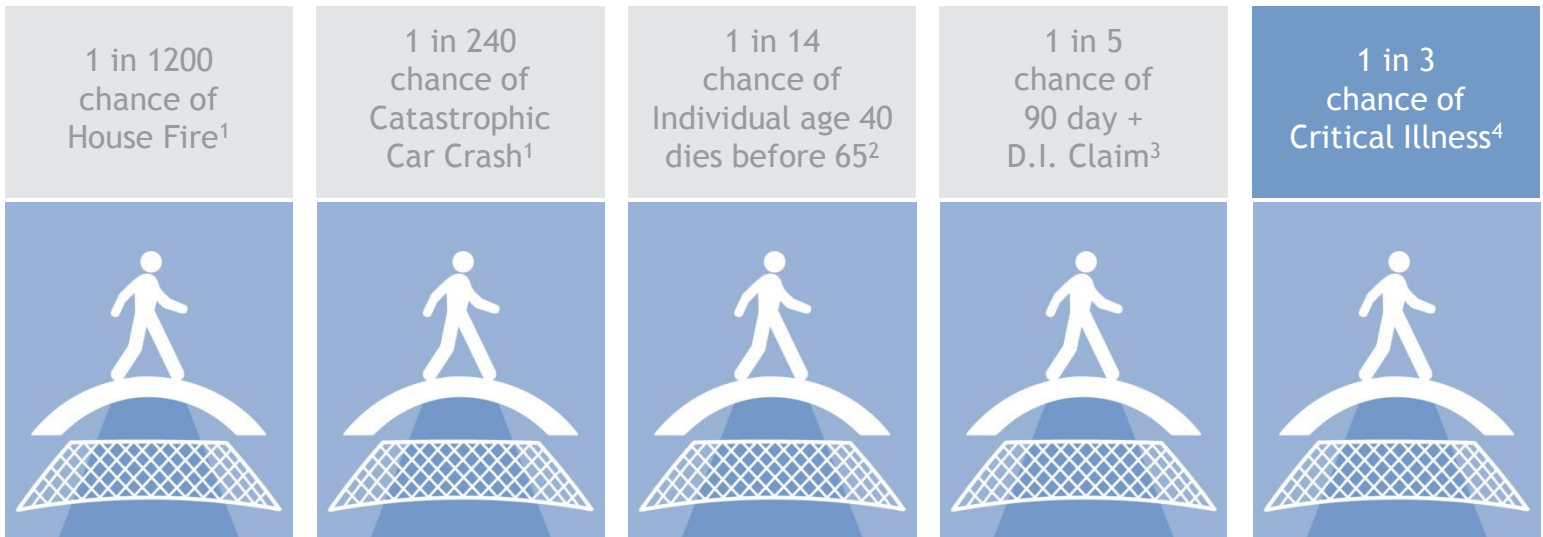 1 in 1200
chance of
House Fire¹
1 in 240
chance of
Catastrophic
Car Crash¹
1 in 14
chance of
Individual age 40
dies before 65²
1 in 5
chance of
90 day +
D.I. Claim³
1 in 3
chance of
Critical Illness⁴